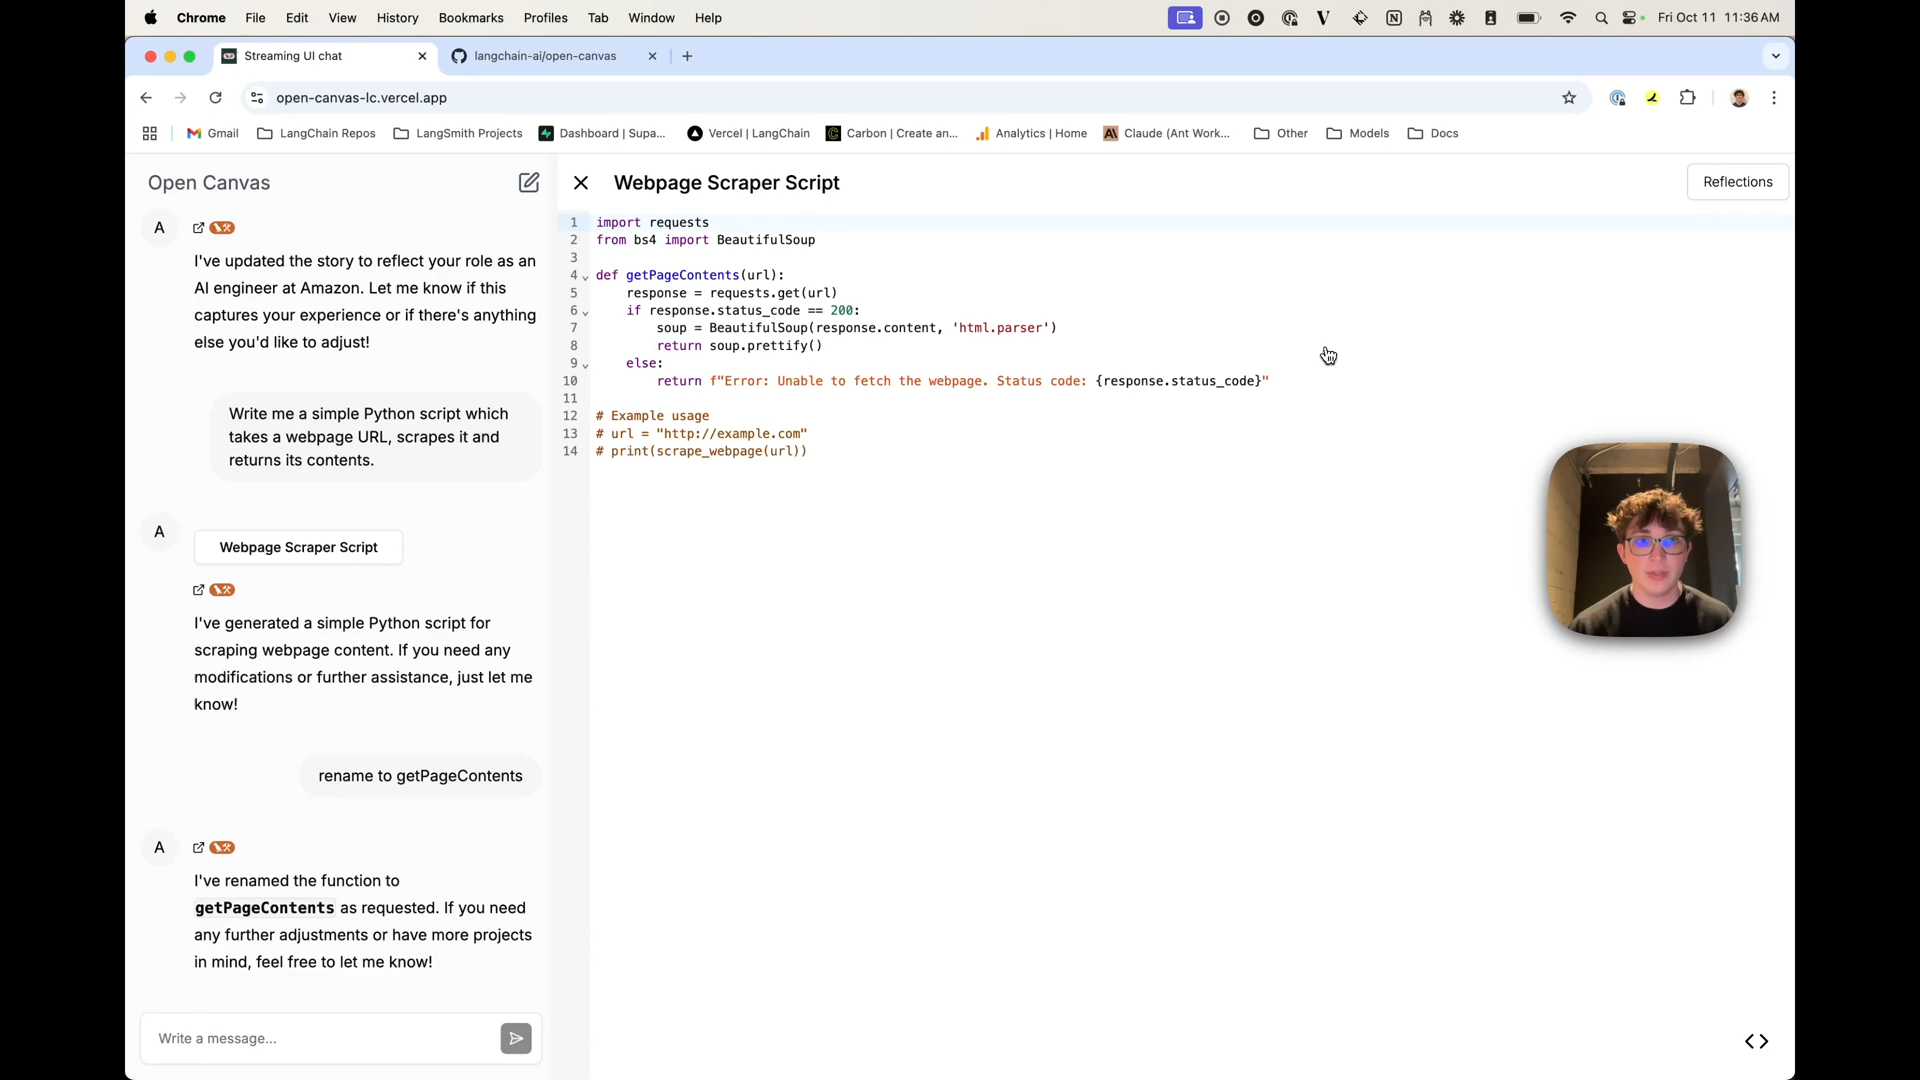 Chrome File Edit View History Bookmarks Profiles Tab Window Help
Fri Oct 11 11:36 AM
Streaming UI chat
langchain-ai/open-canvas
open-canvas-lc.vercel.app
Gmail LangChain Repos LangSmith Projects Dashboard | Supa... Vercel | LangChain Carbon | Create an... Analytics | Home Claude (Ant Work... Other Models Docs
Open Canvas
A
I've updated the story to reflect your role as an
AI engineer at Amazon. Let me know if this
captures your experience or if there's anything
else you'd like to adjust!
Write me a simple Python script which
takes a webpage URL, scrapes it and
returns its contents.
A
Webpage Scraper Script
I've generated a simple Python script for
scraping webpage content. If you need any
modifications or further assistance, just let me
know!
rename to getPageContents
A
I've renamed the function to
getPageContents as requested. If you need
any further adjustments or have more projects
in mind, feel free to let me know!
Write a message...
Webpage Scraper Script
Reflections
1 import requests
2 from bs4 import BeautifulSoup
3
4 def getPageContents(url):
5 response = requests.get(url)
6 if response.status_code == 200:
7 soup = BeautifulSoup(response.content, 'html.parser')
8 return soup.prettify()
9 else:
10 return f"Error: Unable to fetch the webpage. Status code: {response.status_code}"
11
12 # Example usage
13 # url = "http://example.com"
14 # print(scrape_webpage(url))